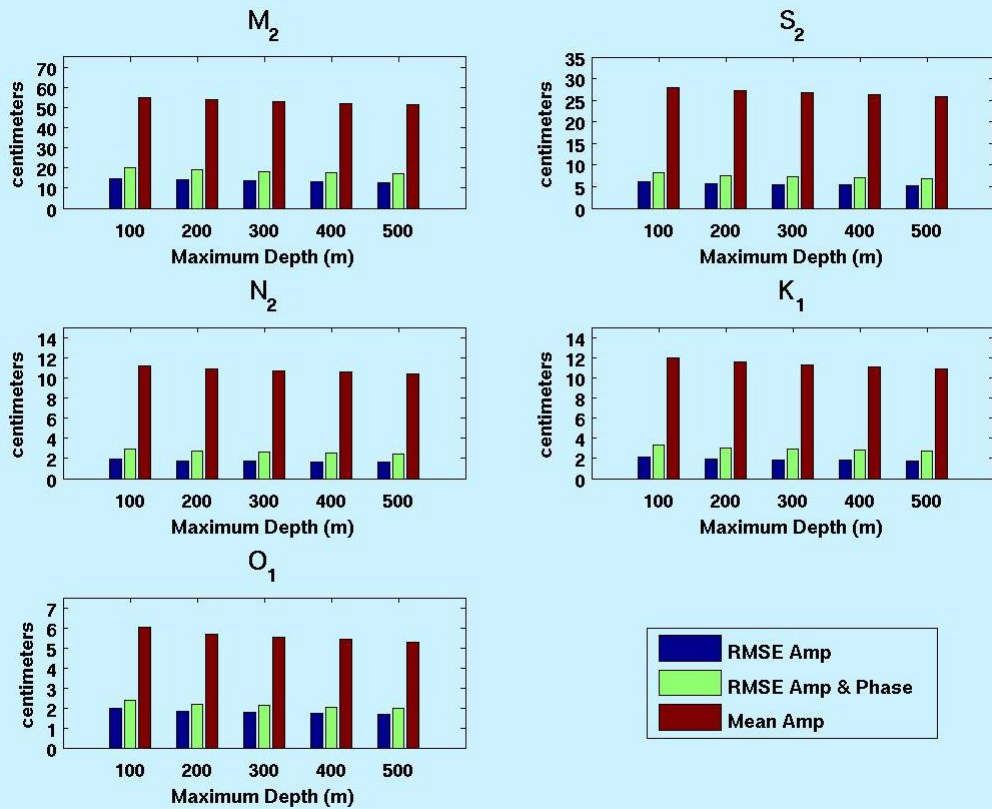 M2
70
60
50
40
30
20
10
0
centimeters
100 200 300 400 500
Maximum Depth (m)
S2
35
30
25
20
15
10
5
0
centimeters
100 200 300 400 500
Maximum Depth (m)
N2
14
12
10
8
6
4
2
0
centimeters
100 200 300 400 500
Maximum Depth (m)
K1
14
12
10
8
6
4
2
0
centimeters
100 200 300 400 500
Maximum Depth (m)
O1
7
6
5
4
3
2
1
0
centimeters
100 200 300 400 500
Maximum Depth (m)
RMSE Amp
RMSE Amp & Phase
Mean Amp